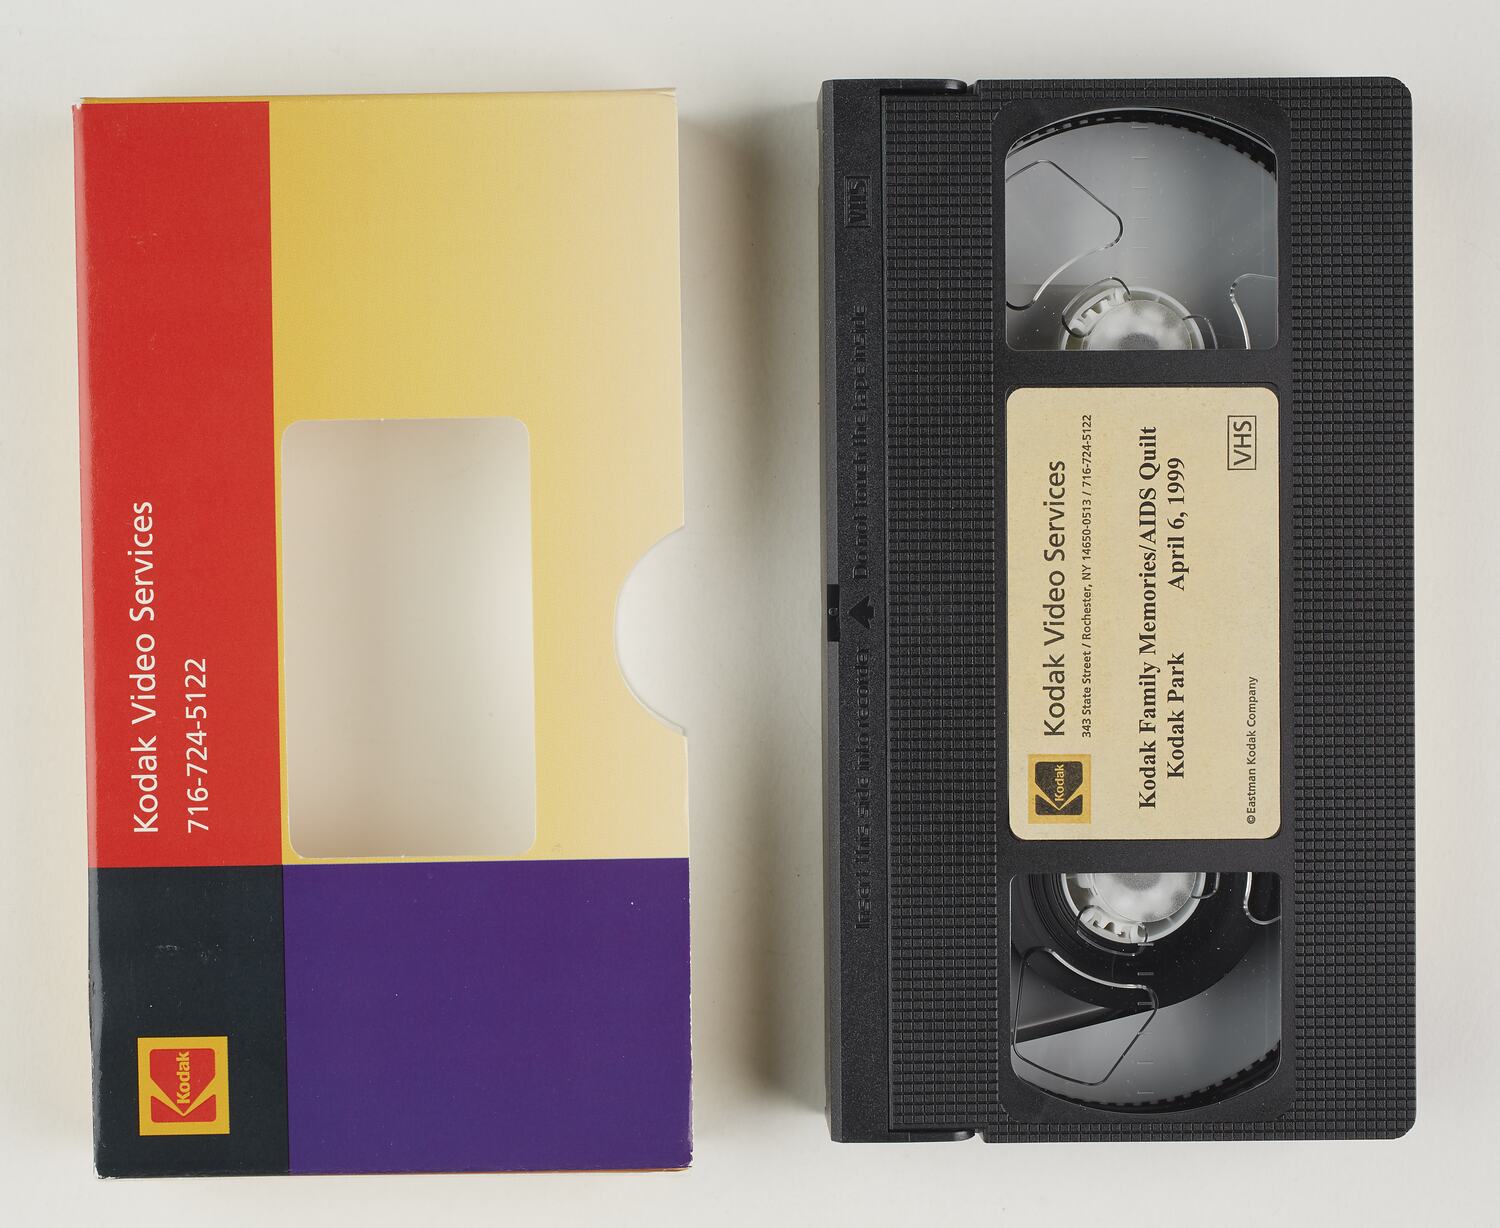 Kodak Video Services
716-724-5122
Kodak
VHS
Insert this side into recorder ▲ Do not touch the tape inside
Kodak
Kodak Video Services
343 State Street / Rochester, NY 14650-0513 / 716-724-5122
Kodak Family Memories/AIDS Quilt
Kodak Park April 6, 1999
©Eastman Kodak Company
VHS